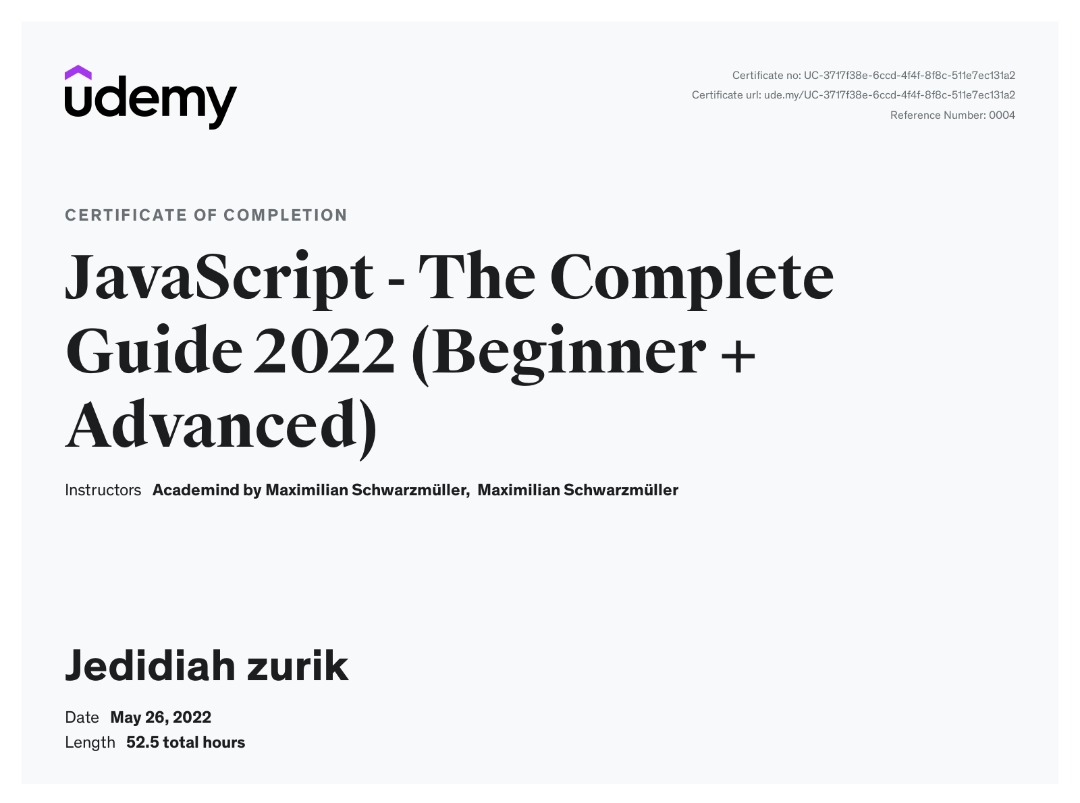 udemy
Certificate no: UC-3717f38e-6ccd-4f4f-8f8c-511e7ec131a2
Certificate url: ude.my/UC-3717f38e-6ccd-4f4f-8f8c-511e7ec131a2
Reference Number: 0004
CERTIFICATE OF COMPLETION
JavaScript - The Complete
Guide 2022 (Beginner +
Advanced)
Instructors Academind by Maximilian Schwarzmüller, Maximilian Schwarzmüller
Jedidiah zurik
Date May 26, 2022
Length 52.5 total hours